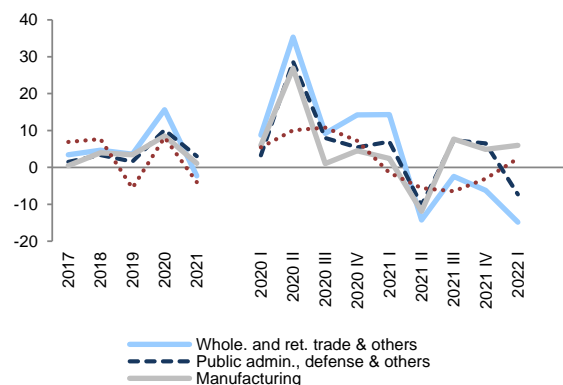 40
30
20
10
0
-10
-20
2017
2018
2019
2020
2021
2020 I
2020 II
2020 III
2020 IV
2021 I
2021 II
2021 III
2021 IV
2022 I
Whole. and ret. trade & others
Public admin., defense & others
Manufacturing